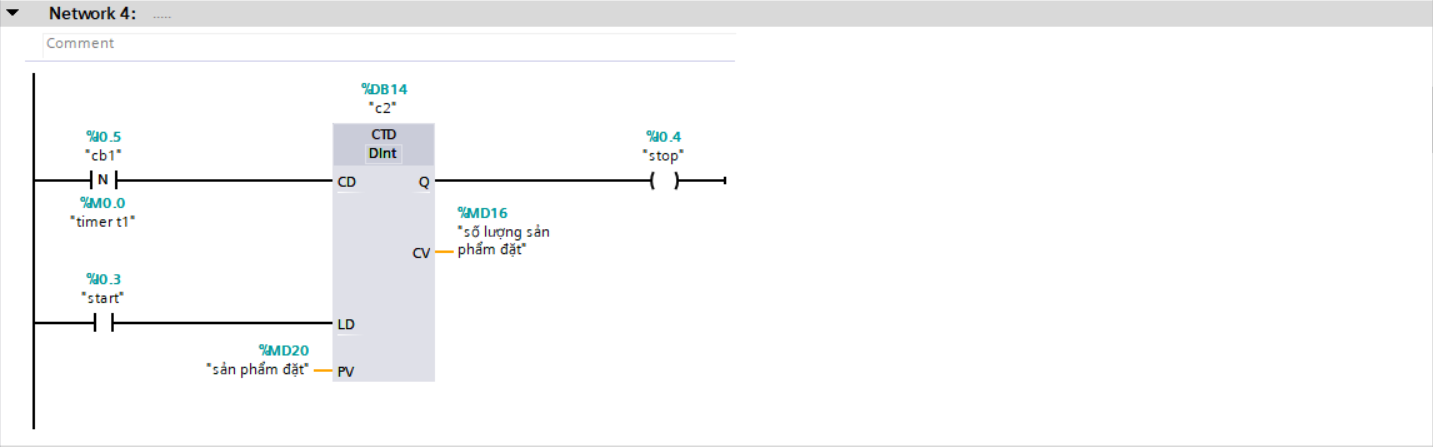 Network 4: .....
Comment
%DB14
"c2"
CTD
DInt
%I0.5
"cb1"
N
%M0.0
"timer t1"
CD
Q
%I0.4
"stop"
CV
%MD16
"số lượng sản
phẩm đặt"
%I0.3
"start"
LD
%MD20
"sản phẩm đặt"
PV